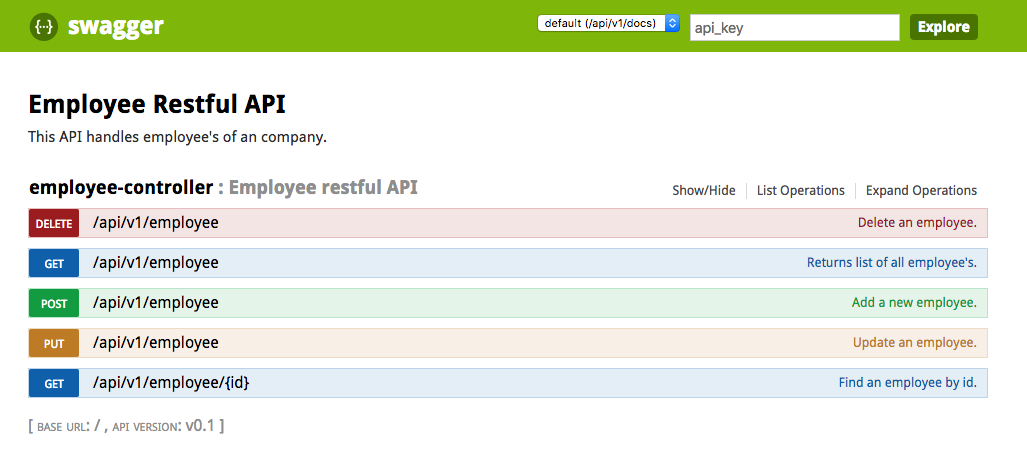 {··} swagger default (/api/v1/docs) api_key Explore
Employee Restful API
This API handles employee's of an company.
employee-controller : Employee restful API Show/Hide List Operations Expand Operations
DELETE /api/v1/employee Delete an employee.
GET /api/v1/employee Returns list of all employee's.
POST /api/v1/employee Add a new employee.
PUT /api/v1/employee Update an employee.
GET /api/v1/employee/{id} Find an employee by id.
[ BASE URL: / , API VERSION: v0.1 ]